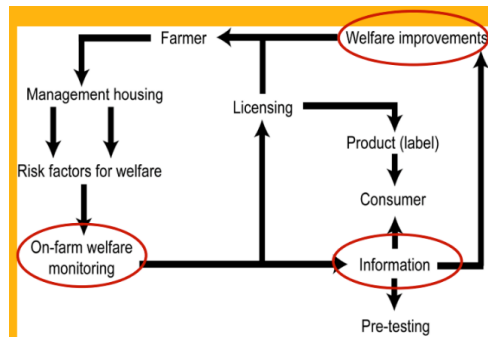 Farmer
Welfare improvements
Management housing
Licensing
Product (label)
Risk factors for welfare
Consumer
On-farm welfare
monitoring
Information
Pre-testing